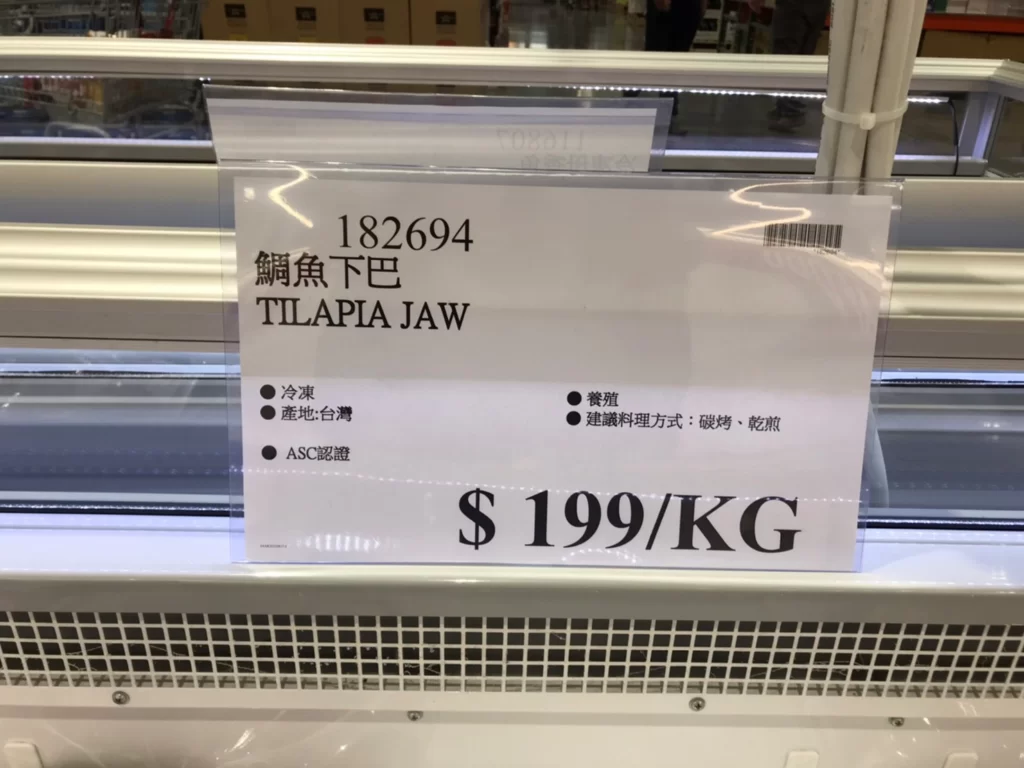 116807
182694
鯛魚下巴
TILAPIA JAW
● 冷凍
● 產地:台灣
● ASC認證
● 養殖
● 建議料理方式：碳烤、乾煎
$ 199/KG